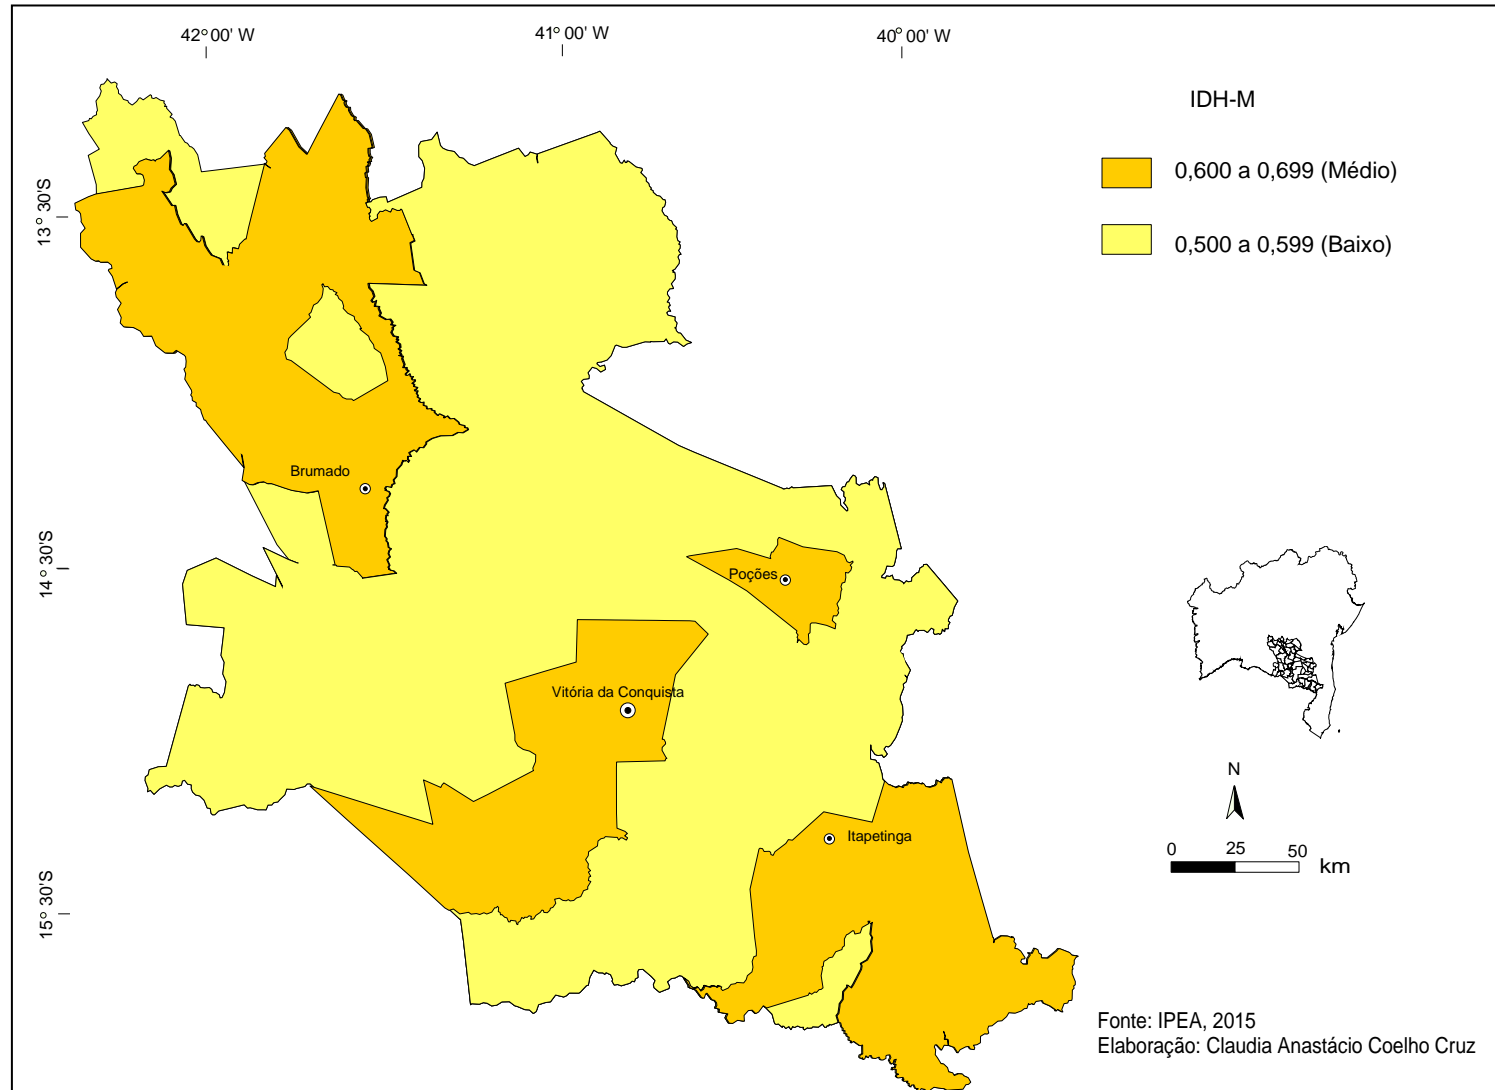 42°00' W
41°00' W
40°00' W
IDH-M
0,600 a 0,699 (Médio)
0,500 a 0,599 (Baixo)
13°30'S
14°30'S
15°30'S
Brumado
Poções
Vitória da Conquista
Itapetinga
N
0 25 50 km
Fonte: IPEA, 2015
Elaboração: Claudia Anastácio Coelho Cruz